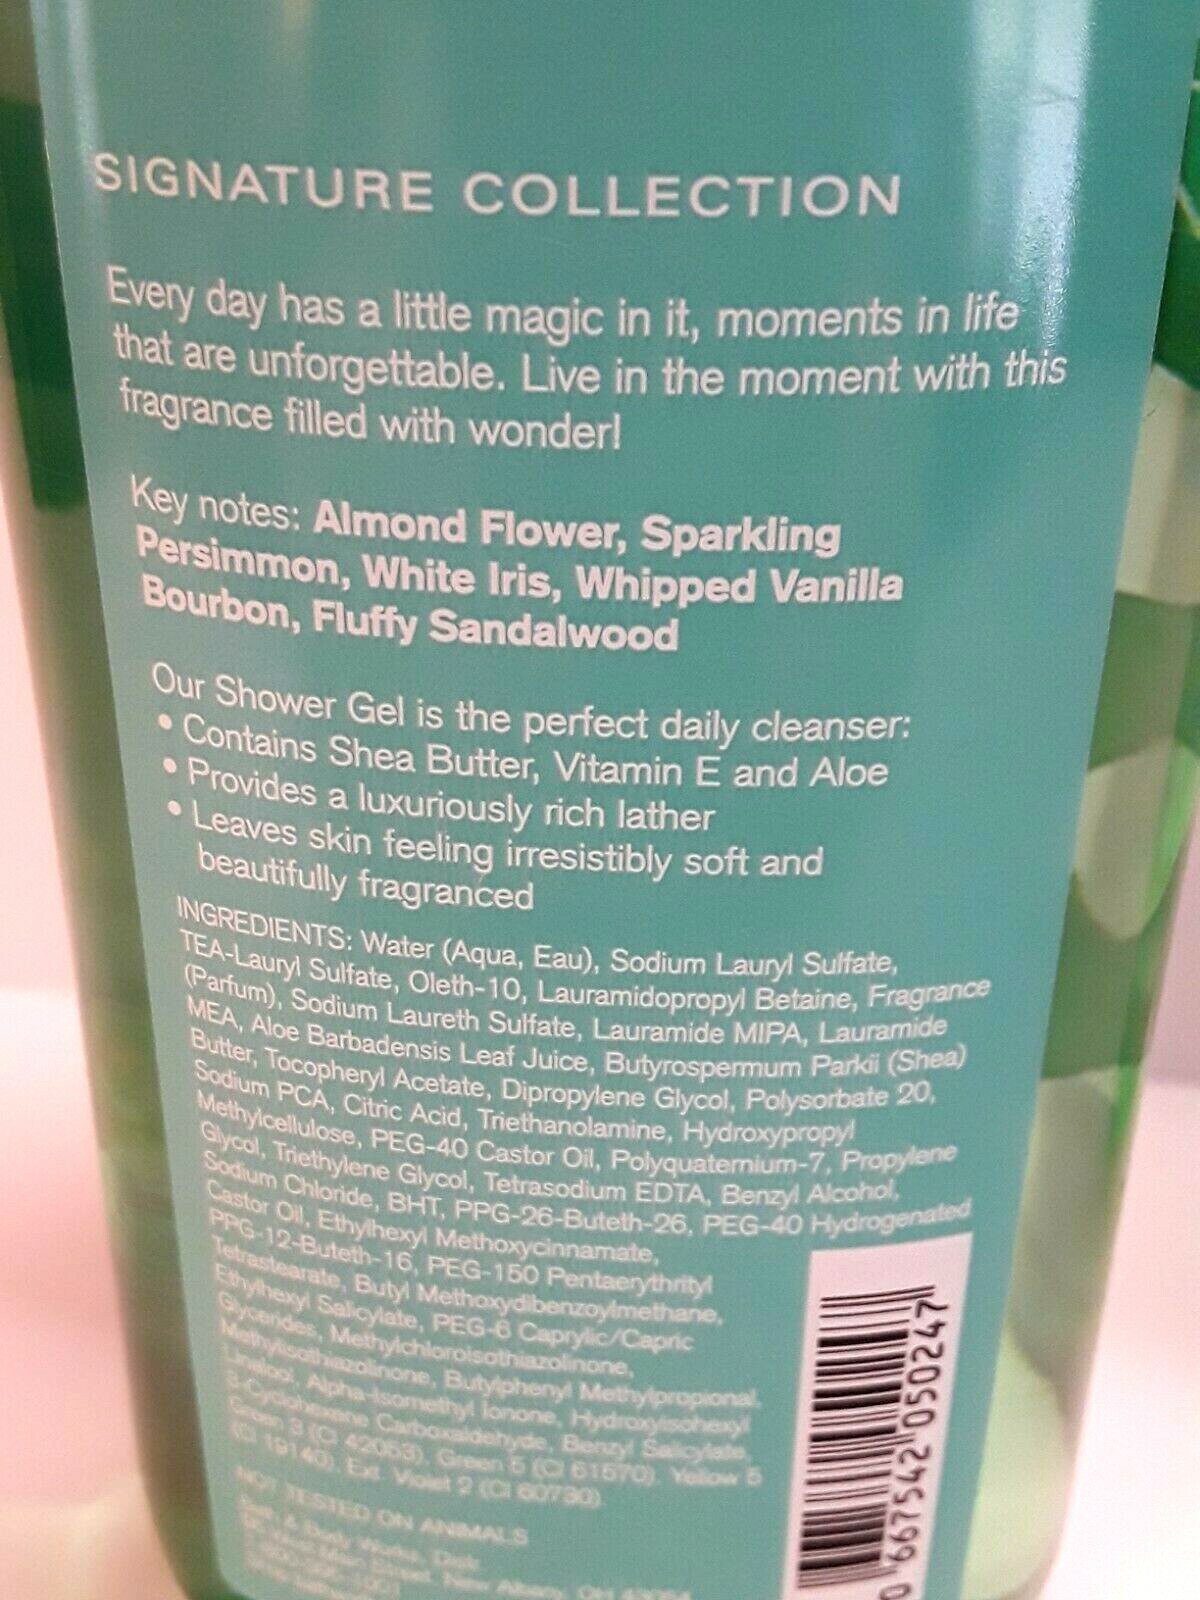 SIGNATURE COLLECTION
Every day has a little magic in it, moments in life
that are unforgettable. Live in the moment with this
fragrance filled with wonder!
Key notes: Almond Flower, Sparkling
Persimmon, White Iris, Whipped Vanilla
Bourbon, Fluffy Sandalwood
Our Shower Gel is the perfect daily cleanser:
• Contains Shea Butter, Vitamin E and Aloe
• Provides a luxuriously rich lather
• Leaves skin feeling irresistibly soft and
beautifully fragranced
INGREDIENTS: Water (Aqua, Eau), Sodium Lauryl Sulfate,
TEA-Lauryl Sulfate, Oleth-10, Lauramidopropyl Betaine, Fragrance
(Parfum), Sodium Laureth Sulfate, Lauramide MIPA, Lauramide
MEA, Aloe Barbadensis Leaf Juice, Butyrospermum Parkii (Shea)
Butter, Tocopheryl Acetate, Dipropylene Glycol, Polysorbate 20,
Sodium PCA, Citric Acid, Triethanolamine, Hydroxypropyl
Methylcellulose, PEG-40 Castor Oil, Polyquaternium-7, Propylene
Glycol, Triethylene Glycol, Tetrasodium EDTA, Benzyl Alcohol,
Sodium Chloride, BHT, PPG-26-Buteth-26, PEG-40 Hydrogenated
Castor Oil, Ethylhexyl Methoxycinnamate,
PPG-12-Buteth-16, PEG-150 Pentaerythrityl
Tetrastearate, Butyl Methoxydibenzoylmethane,
Ethylhexyl Salicylate, PEG-6 Caprylic/Capric
Glycerides, Methylchloroisothiazolinone,
Methylisothiazolinone, Butylphenyl Methylpropional,
Linalool, Alpha-Isomethyl Ionone, Hydroxyisohexyl
3-Cyclohexene Carboxaldehyde, Benzyl Salicylate,
Green 3 (CI 42053), Green 5 (CI 61570), Yellow 5
(CI 19140), Ext. Violet 2 (CI 60730).
NOT TESTED ON ANIMALS
Bath & Body Works, Dist.
Main Street, New Albany, OH 43054
0 667542 050247